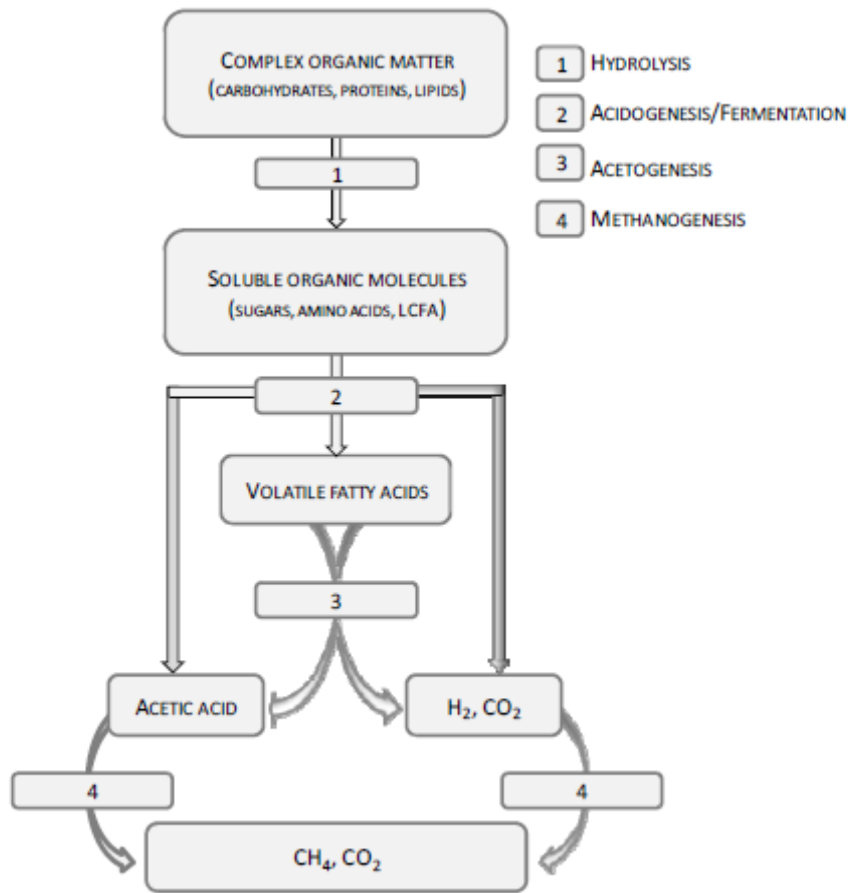 COMPLEX ORGANIC MATTER
(CARBOHYDRATES, PROTEINS, LIPIDS)
1 HYDROLYSIS
2 ACIDOGENESIS/FERMENTATION
3 ACETOGENESIS
4 METHANOGENESIS
1
SOLUBLE ORGANIC MOLECULES
(SUGARS, AMINO ACIDS, LCFA)
2
VOLATILE FATTY ACIDS
3
ACETIC ACID
H₂, CO₂
4
4
CH₄, CO₂